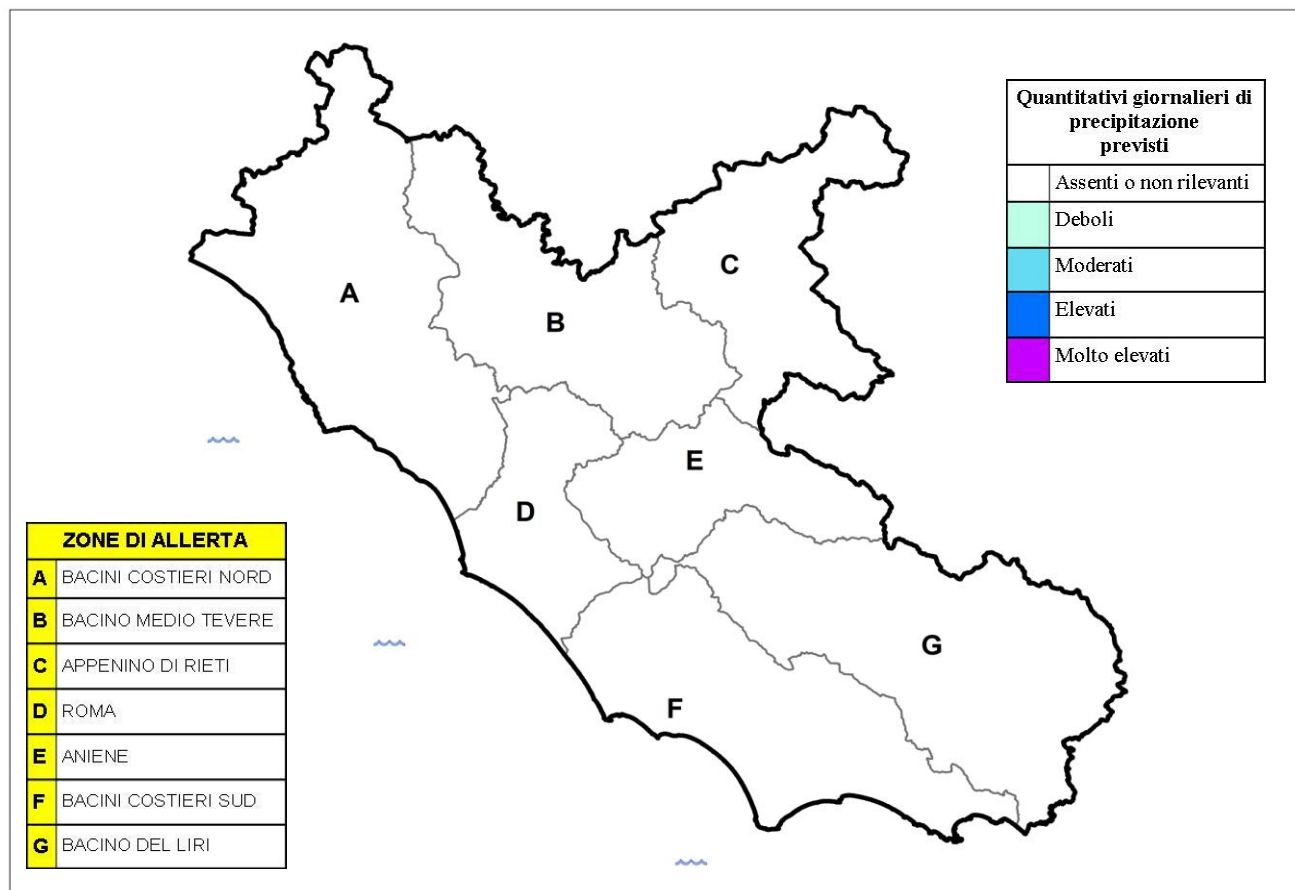 Quantitativi giornalieri di
precipitazione
previsti
Assenti o non rilevanti
Deboli
Moderati
Elevati
Molto elevati
A
B
C
D
E
F
G
ZONE DI ALLERTA
A BACINI COSTIERI NORD
B BACINO MEDIO TEVERE
C APPENINO DI RIETI
D ROMA
E ANIENE
F BACINI COSTIERI SUD
G BACINO DEL LIRI